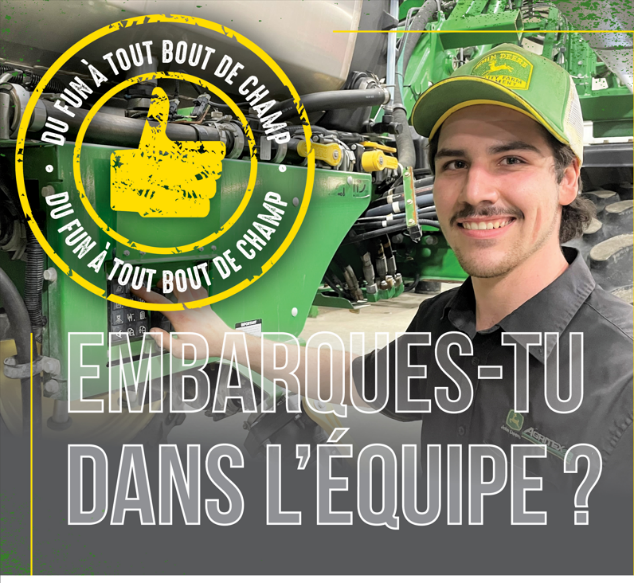 DU FUN À TOUT BOUT DE CHAMP
DU FUN À TOUT BOUT DE CHAMP
JOHN DEERE
EMBARQUES-TU
DANS L'ÉQUIPE ?